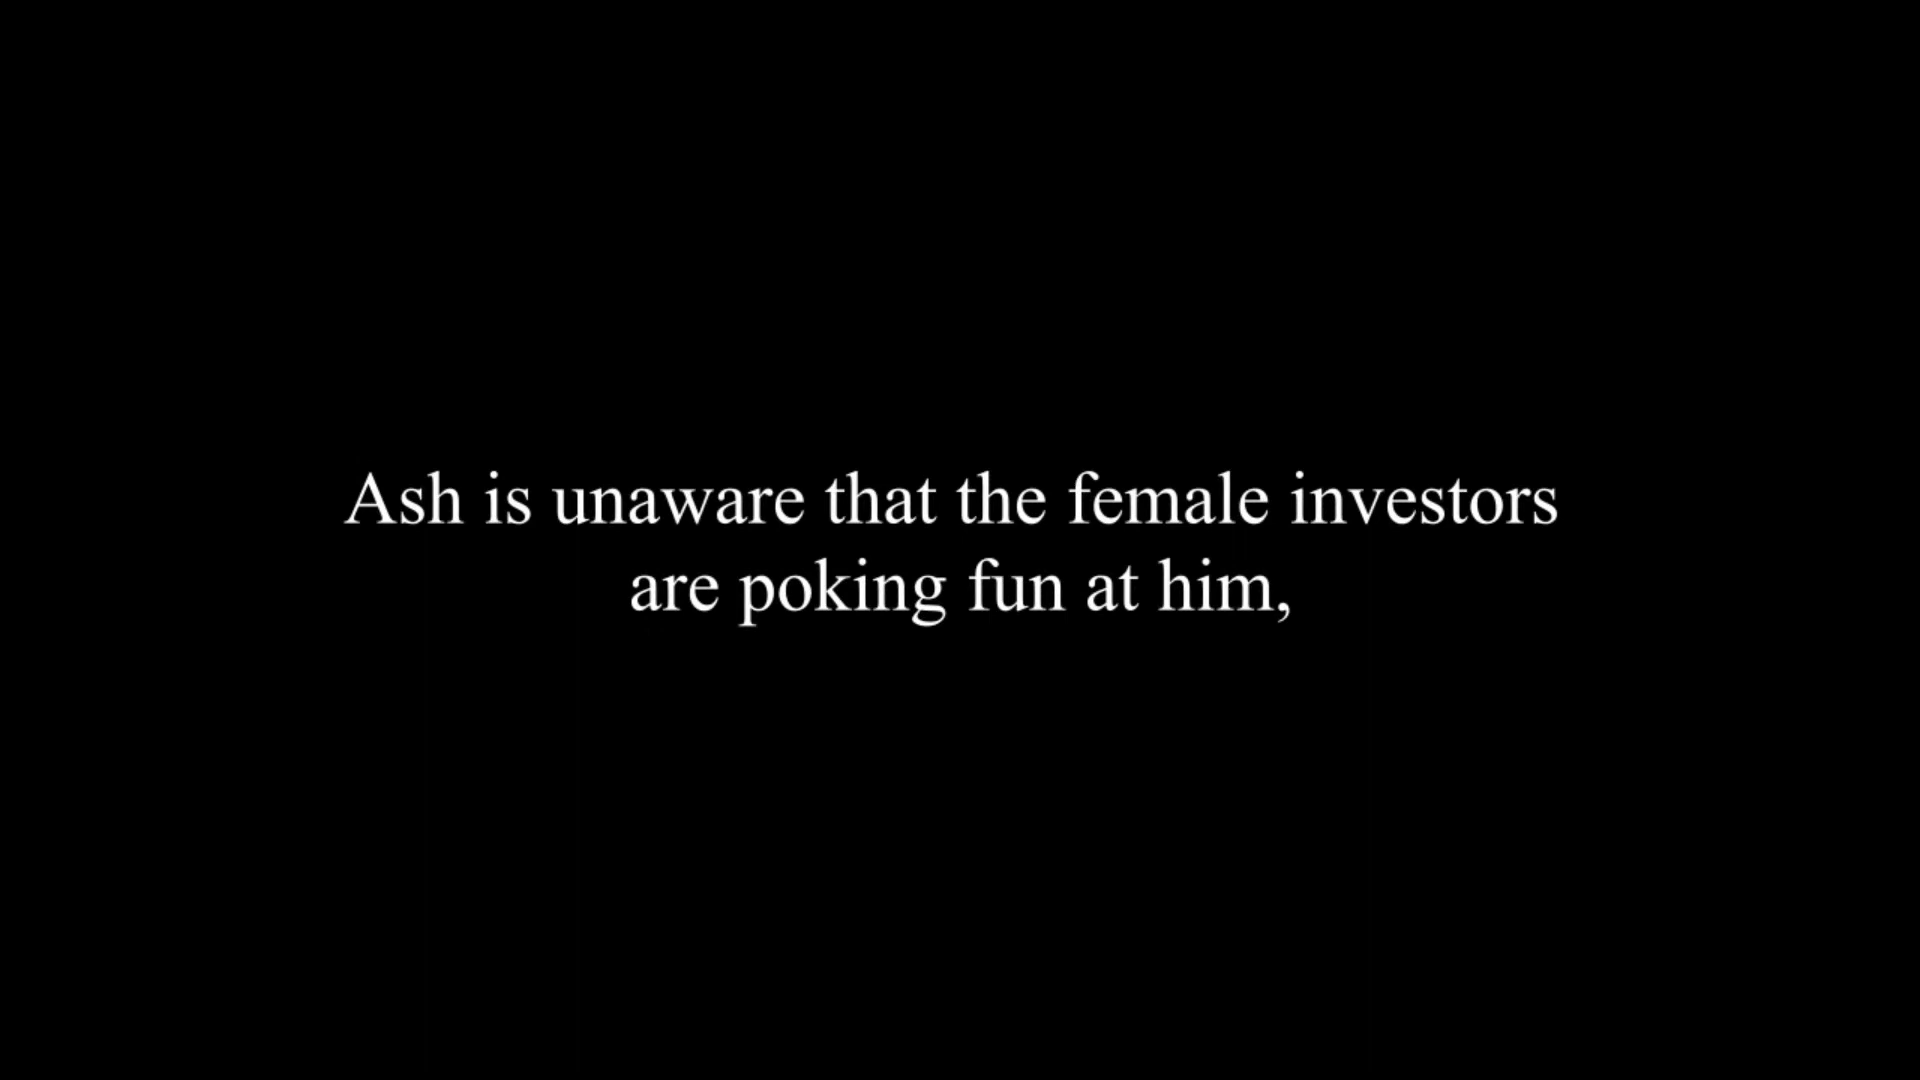 Ash is unaware that the female investors
are poking fun at him,